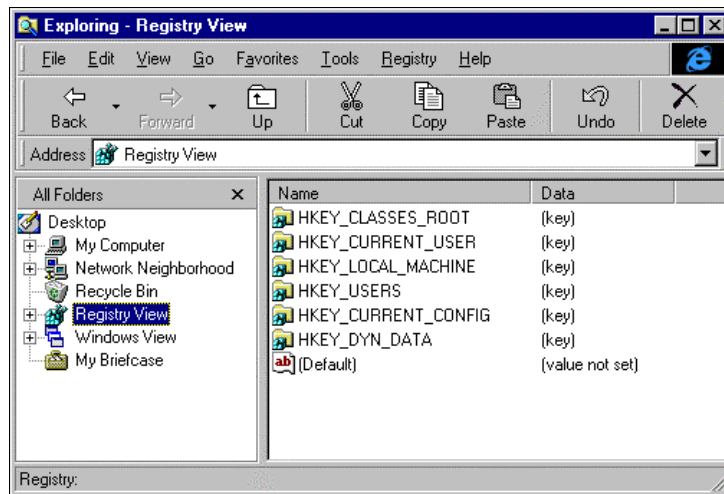 Exploring - Registry View
File Edit View Go Favorites Tools Registry Help
Back Forward Up Cut Copy Paste Undo Delete
Address Registry View
All Folders x Name Data
Desktop
My Computer
Network Neighborhood
Recycle Bin
Registry View
Windows View
My Briefcase
HKEY_CLASSES_ROOT (key)
HKEY_CURRENT_USER (key)
HKEY_LOCAL_MACHINE (key)
HKEY_USERS (key)
HKEY_CURRENT_CONFIG (key)
HKEY_DYN_DATA (key)
ab (Default) (value not set)
Registry: